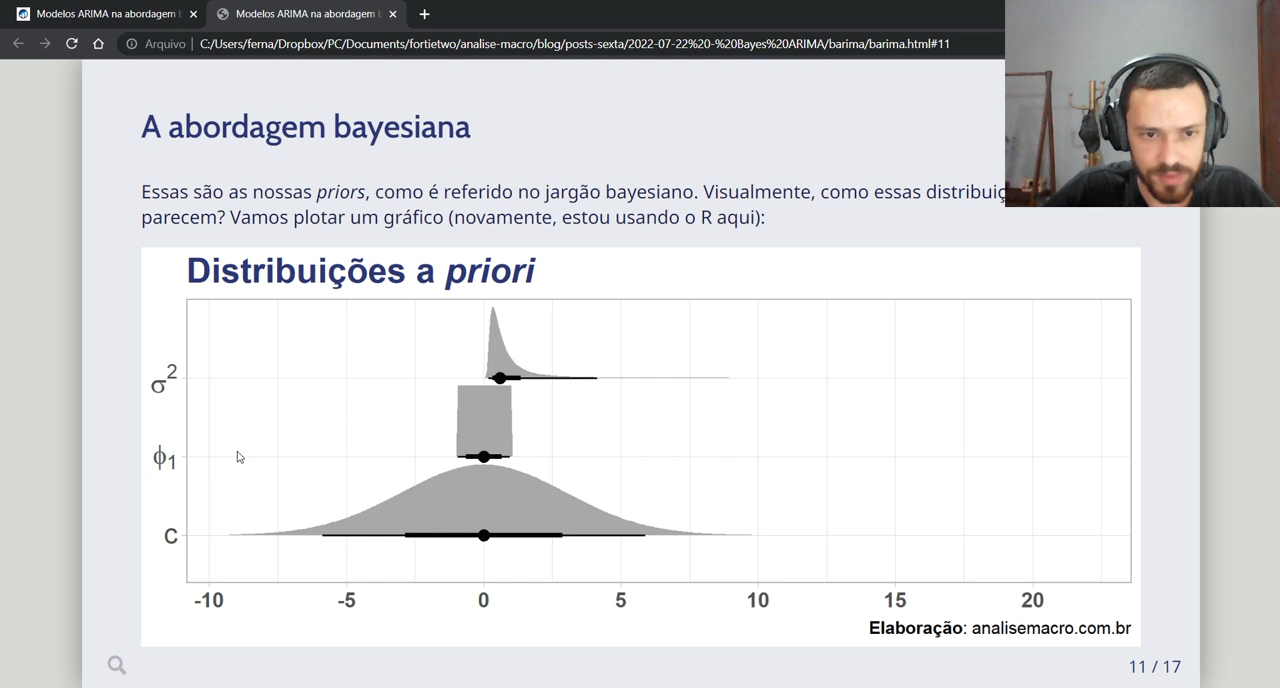 Modelos ARIMA na abordagem
Modelos ARIMA na abordagem
Arquivo
C:/Users/ferna/Dropbox/PC/Documents/fortietwo/analise-macro/blog/posts-sexta/2022-07-22%20-%20Bayes%20ARIMA/barima/barima.html#11
A abordagem bayesiana
Essas são as nossas priors, como é referido no jargão bayesiano. Visualmente, como essas
parecem? Vamos plotar um gráfico (novamente, estou usando o R aqui):
Distribuições a priori
σ²
ϕ₁
c
-10 -5 0 5 10 15 20
Elaboração: analisemacro.com.br
11 / 17